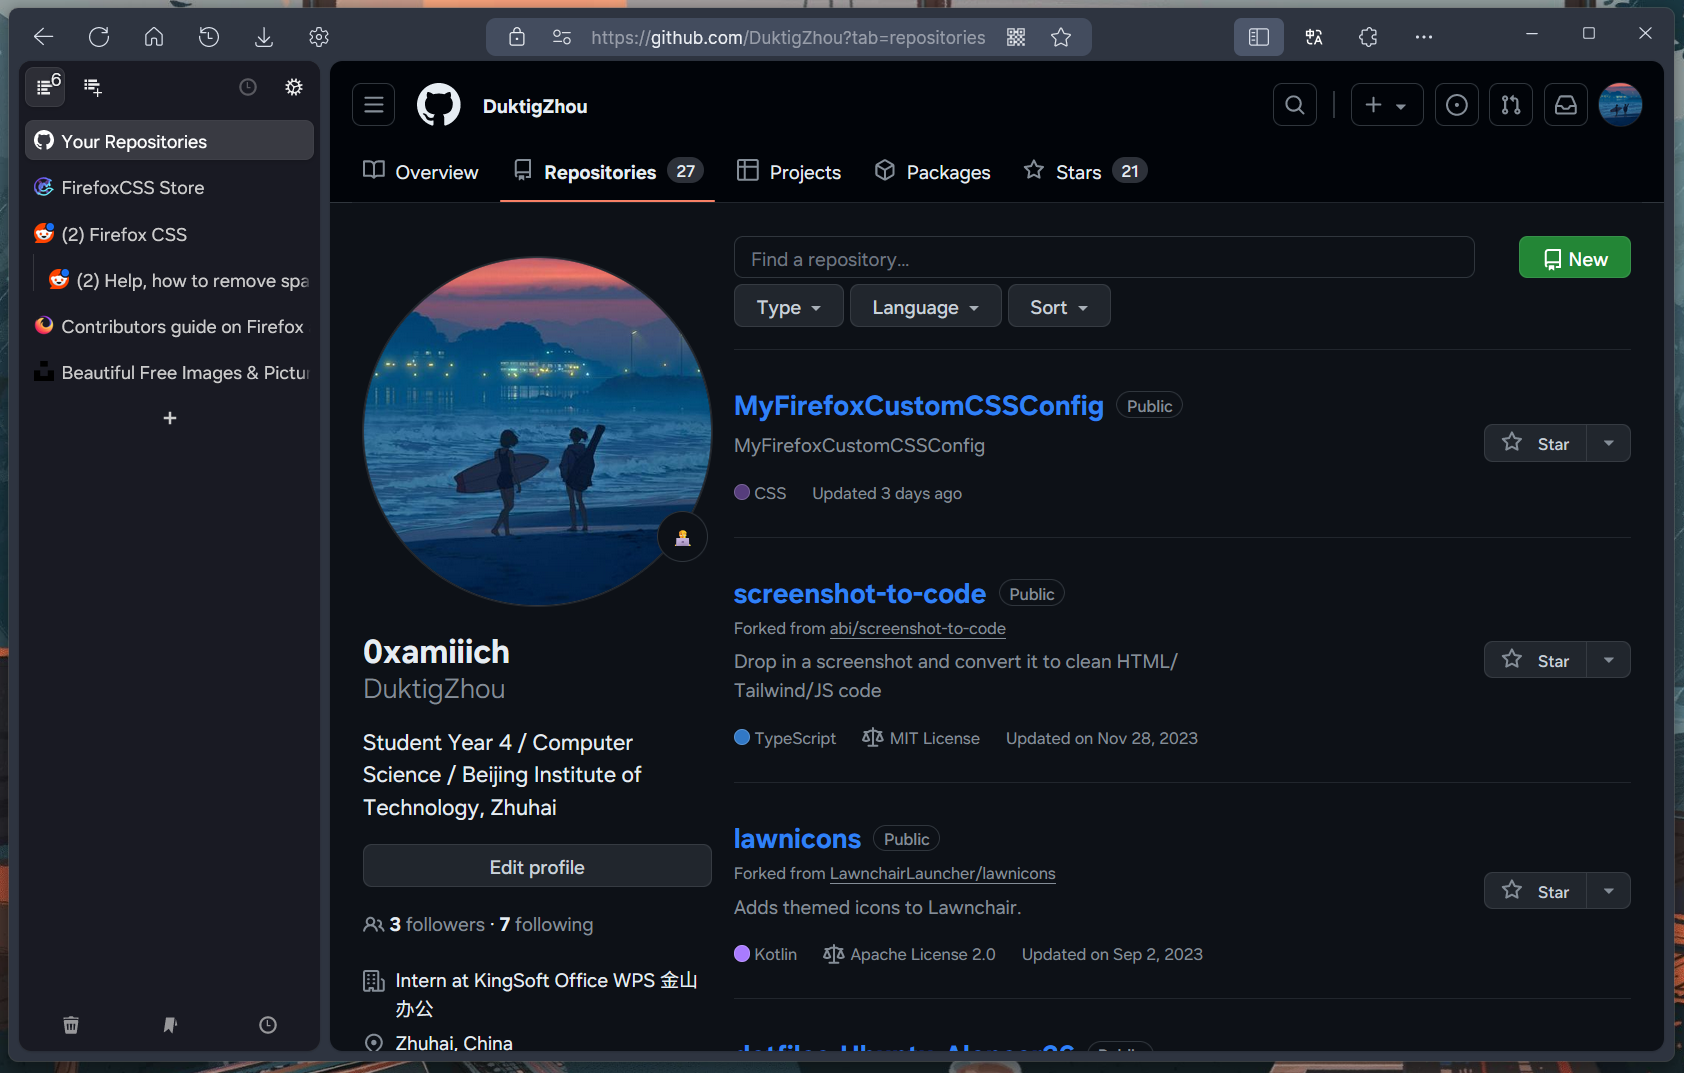 https://github.com/DuktigZhou?tab=repositories
6
Your Repositories
FirefoxCSS Store
(2) Firefox CSS
(2) Help, how to remove spa
Contributors guide on Firefox
Beautiful Free Images & Pictur
DuktigZhou
Overview
Repositories 27
Projects
Packages
Stars 21
0xamiiich
DuktigZhou
Student Year 4 / Computer
Science / Beijing Institute of
Technology, Zhuhai
Edit profile
3 followers · 7 following
Intern at KingSoft Office WPS 金山
办公
Zhuhai, China
Find a repository...
New
Type
Language
Sort
MyFirefoxCustomCSSConfig Public
MyFirefoxCustomCSSConfig
Star
CSS Updated 3 days ago
screenshot-to-code Public
Forked from abi/screenshot-to-code
Drop in a screenshot and convert it to clean HTML/
Tailwind/JS code
Star
TypeScript MIT License Updated on Nov 28, 2023
lawnicons Public
Forked from LawnchairLauncher/lawnicons
Adds themed icons to Lawnchair.
Star
Kotlin Apache License 2.0 Updated on Sep 2, 2023